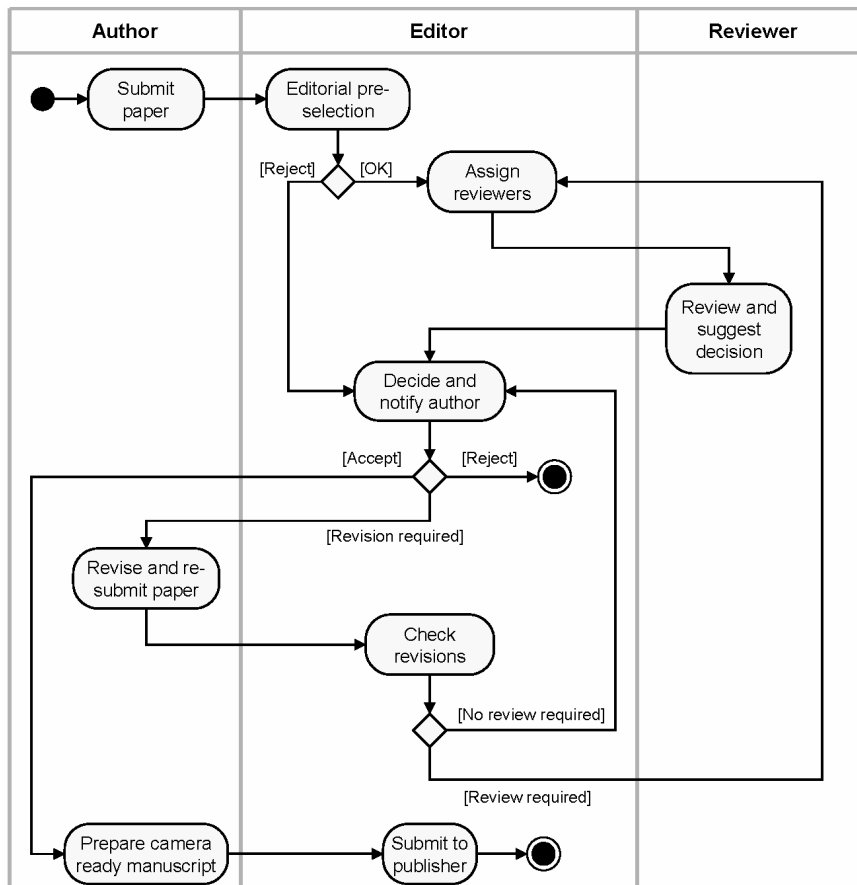 Author
Editor
Reviewer
Submit
paper
Editorial pre-
selection
[Reject]
[OK]
Assign
reviewers
Review and
suggest
decision
Decide and
notify author
[Accept]
[Reject]
[Revision required]
Revise and re-
submit paper
Check
revisions
[No review required]
[Review required]
Prepare camera
ready manuscript
Submit to
publisher